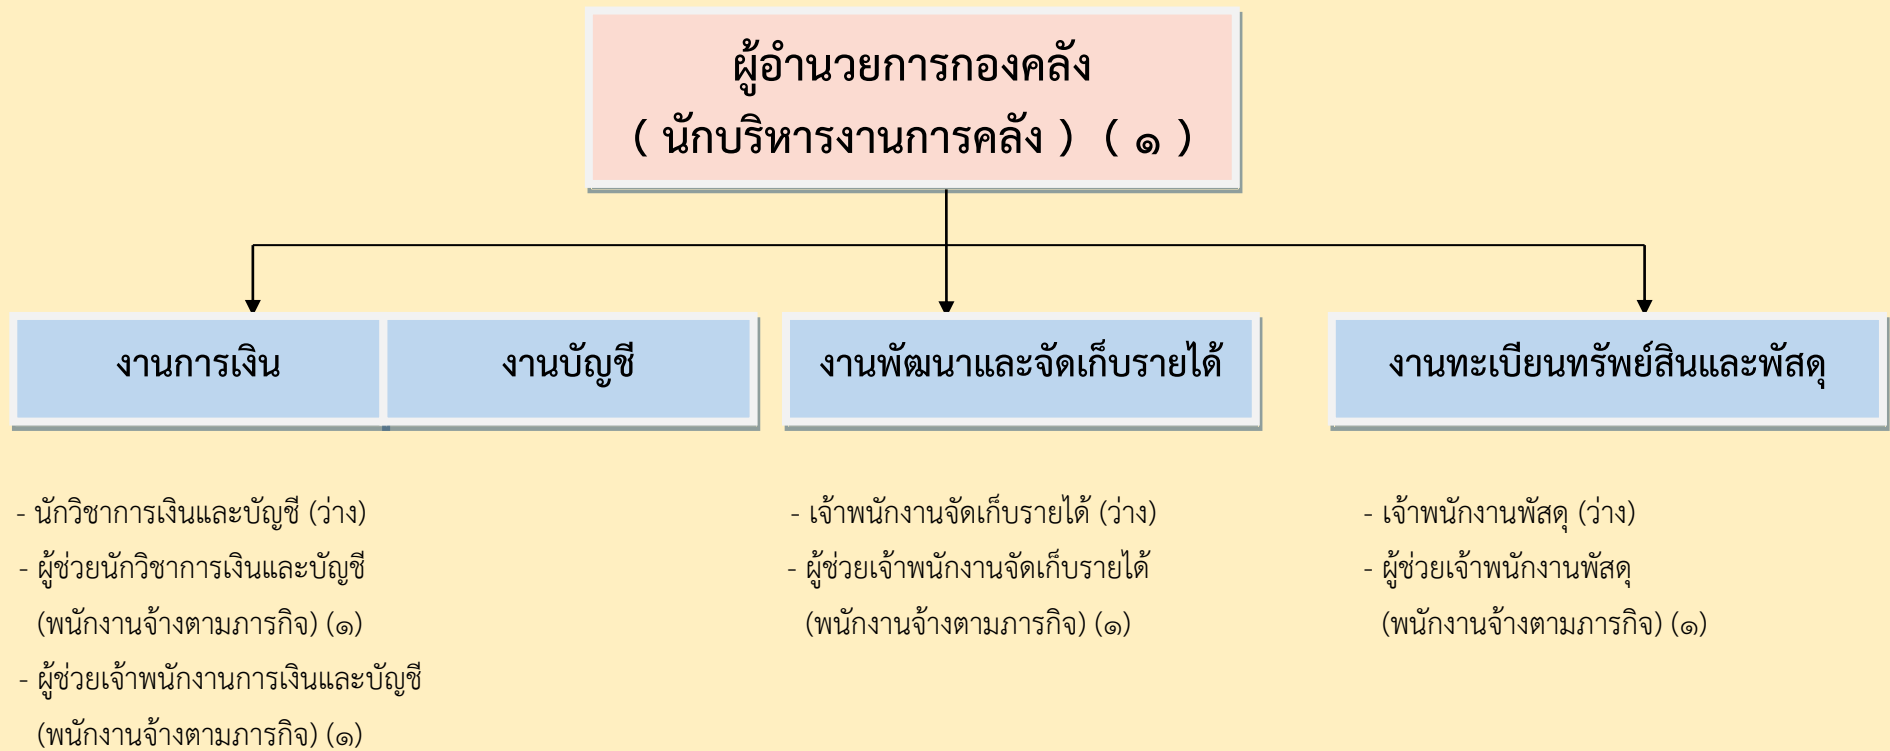 ผู้อำนวยการกองคลัง
( นักบริหารงานการคลัง ) ( ๑ )
งานการเงิน
งานบัญชี
งานพัฒนาและจัดเก็บรายได้
งานทะเบียนทรัพย์สินและพัสดุ
- นักวิชาการเงินและบัญชี (ว่าง)
- ผู้ช่วยนักวิชาการเงินและบัญชี
(พนักงานจ้างตามภารกิจ) (๑)
- ผู้ช่วยเจ้าพนักงานการเงินและบัญชี
(พนักงานจ้างตามภารกิจ) (๑)
- เจ้าพนักงานจัดเก็บรายได้ (ว่าง)
- ผู้ช่วยเจ้าพนักงานจัดเก็บรายได้
(พนักงานจ้างตามภารกิจ) (๑)
- เจ้าพนักงานพัสดุ (ว่าง)
- ผู้ช่วยเจ้าพนักงานพัสดุ
(พนักงานจ้างตามภารกิจ) (๑)